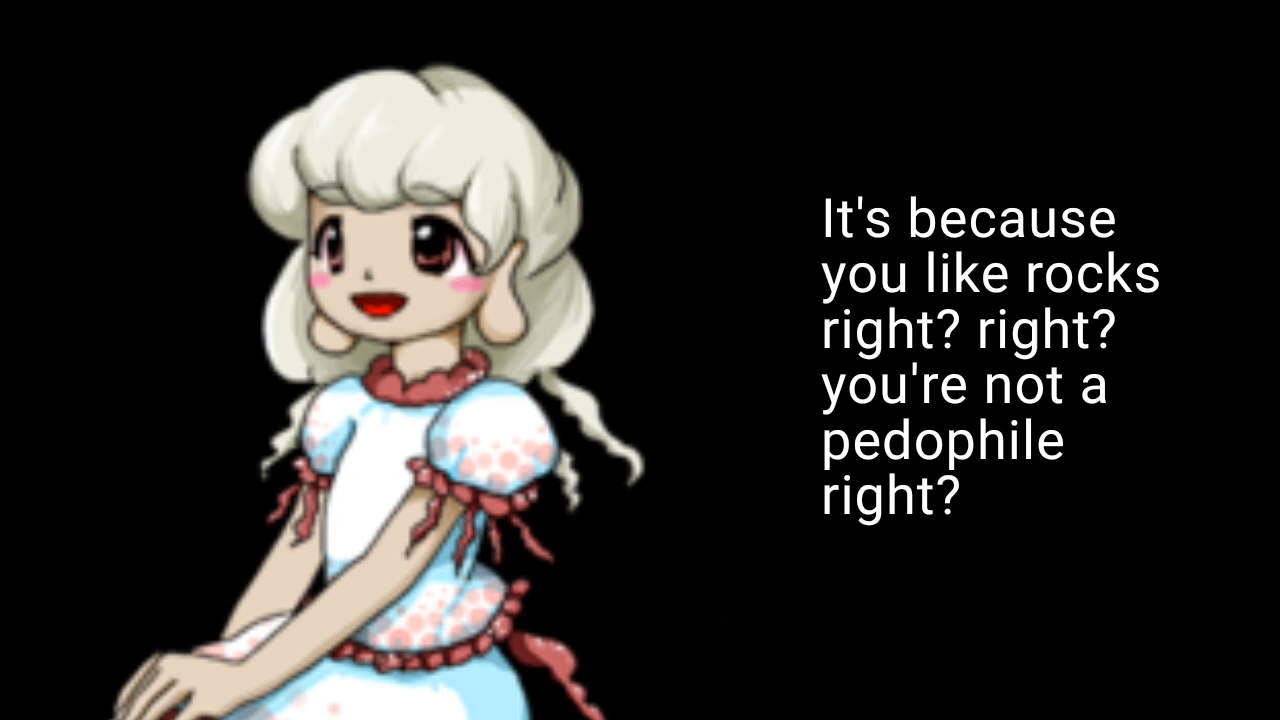 It's because
you like rocks
right? right?
you're not a
pedophile
right?